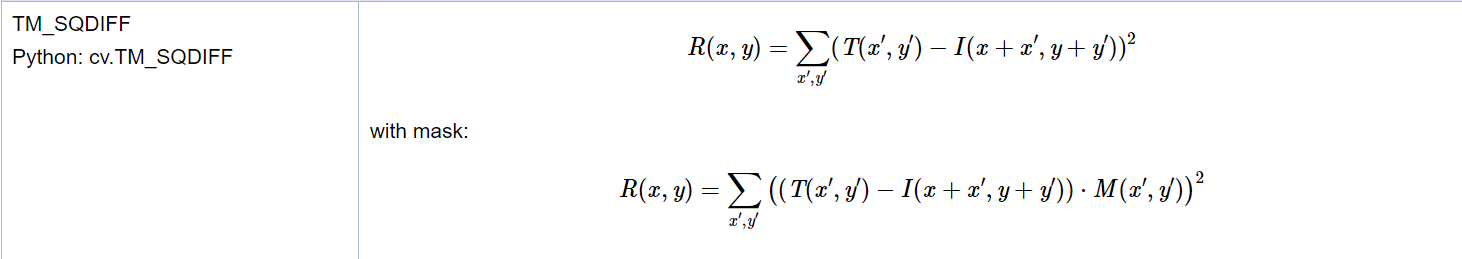 TM_SQDIFF
Python: cv.TM_SQDIFF
R(x, y) = ∑_{x′,y′} (T(x′, y′) − I(x + x′, y + y′))²
with mask:
R(x, y) = ∑_{x′,y′} ((T(x′, y′) − I(x + x′, y + y′)) · M(x′, y′))²